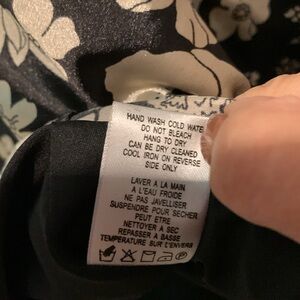 HAND WASH COLD WATE
DO NOT BLEACH
HANG TO DRY
CAN BE DRY CLEANED
COOL IRON ON REVERSE
SIDE ONLY
LAVER A LA MAIN
A L'EAU FROIDE
NE PAS JAVELLISER
SUSPENDRE POUR SECHER
PEUT ETRE
NETTOYER A SEC
REPASSER A BASSE
TEMPERATURE SUR L'ENVERS